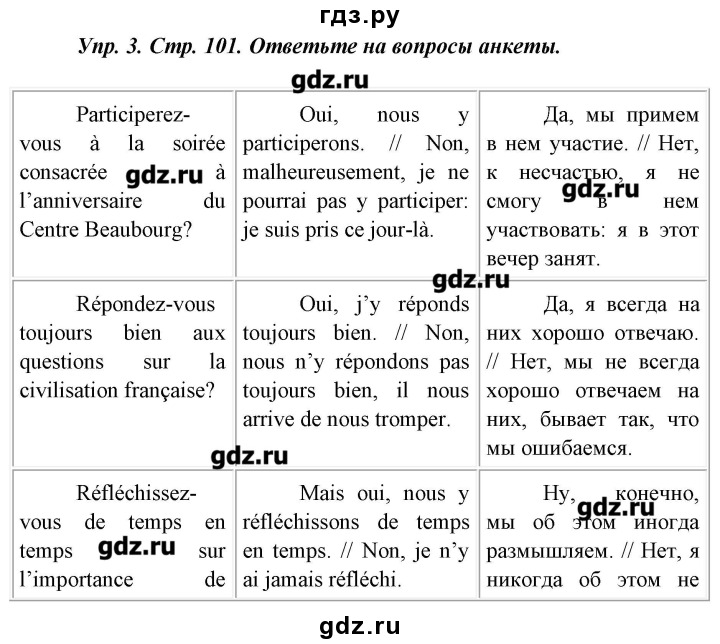 гдз.ру
Упр. 3. Стр. 101. Ответьте на вопросы анкеты.
gdz.ru
Participerez-
vous à la soirée
consacrée à
l’anniversaire du
Centre Beaubourg?
gdz.ru
Oui, nous y
participerons. // Non,
malheureusement, je ne
pourrai pas y participer:
je suis pris ce jour-là.
Да, мы примем
в нем участие. // Нет,
к несчастью, я не
смогу в нем
участвовать: я в этот
вечер занят.
gdz.ru
gdz.ru
Répondez-vous
toujours bien aux
questions sur la
civilisation française?
Oui, j’y réponds
toujours bien. // Non,
nous n’y répondons pas
toujours bien, il nous
arrive de nous tromper.
Да, я всегда на
них хорошо отвечаю.
// Нет, мы не всегда
хорошо отвечаем на
них, бывает так, что
мы ошибаемся.
gdz.ru
Réfléchissez-
vous de temps en
temps sur
l’importance de
gdz.ru
Mais oui, nous y
réfléchissons de temps
en temps. // Non, je n’y
ai jamais réfléchi.
Ну, конечно,
мы об этом иногда
размышляем. // Нет, я
никогда об этом не
gdz.ru
gdz.ru